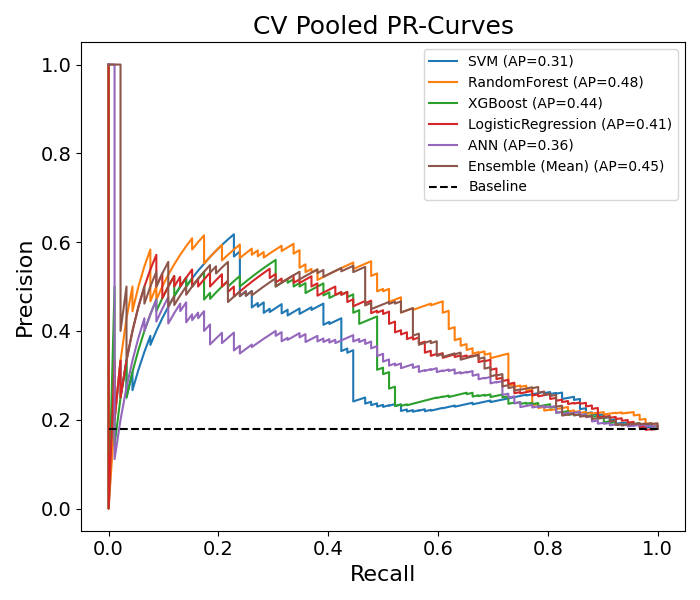 CV Pooled PR-Curves
SVM (AP=0.31)
RandomForest (AP=0.48)
XGBoost (AP=0.44)
LogisticRegression (AP=0.41)
ANN (AP=0.36)
Ensemble (Mean) (AP=0.45)
Baseline
Precision
1.0
0.8
0.6
0.4
0.2
0.0
0.0 0.2 0.4 0.6 0.8 1.0
Recall